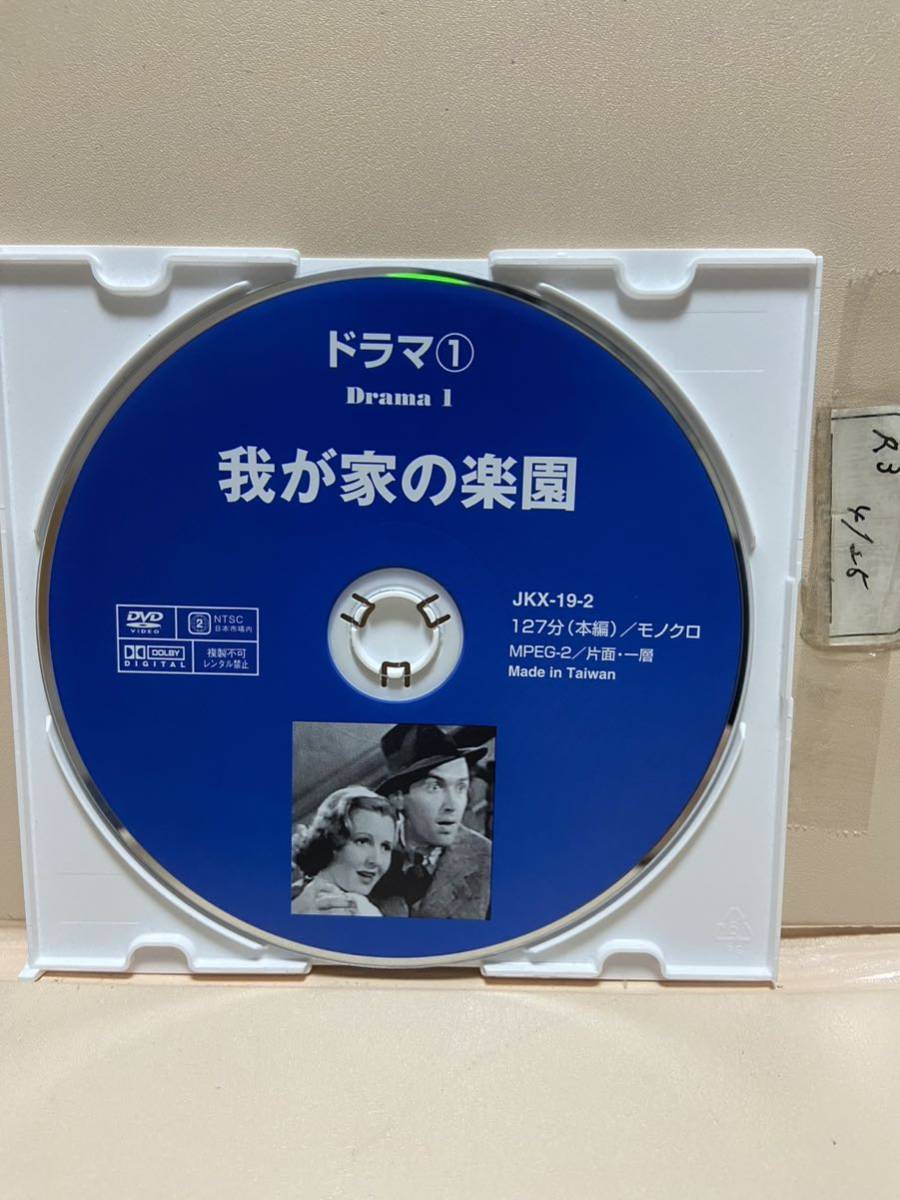 ドラマ①
Drama 1
我が家の楽園
DVD
VIDEO
2
NTSC
日本市場内
DOLBY
DIGITAL
複製不可
レンタル禁止
JKX-19-2
127分(本編)／モノクロ
MPEG-2／片面・一層
Made in Taiwan
R3